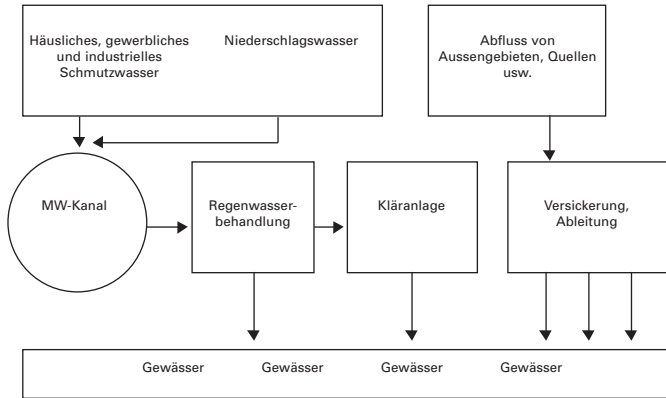 Häusliches, gewerbliches
und industrielles
Schmutzwasser
Niederschlagswasser
Abfluss von
Aussengebieten, Quellen
usw.
MW-Kanal
Regenwasser-
behandlung
Kläranlage
Versickerung,
Ableitung
Gewässer Gewässer Gewässer Gewässer